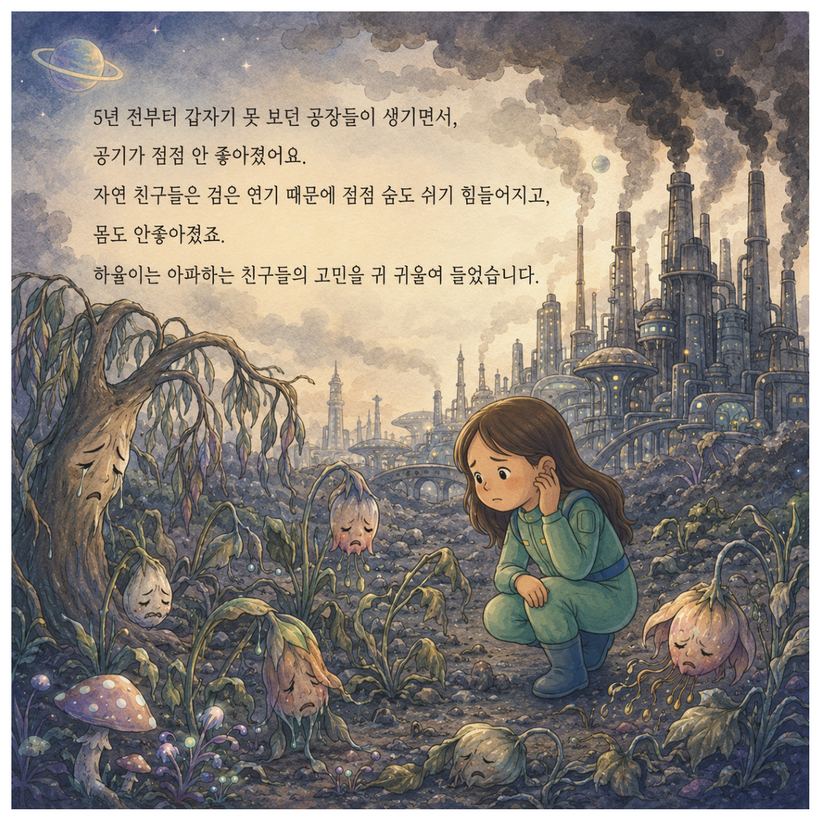 5년 전부터 갑자기 못 보던 공장들이 생기면서,
공기가 점점 안 좋아졌어요.
자연 친구들은 검은 연기 때문에 점점 숨도 쉬기 힘들어지고,
몸도 안좋아졌죠.
하율이는 아파하는 친구들의 고민을 귀 귀울여 들었습니다.